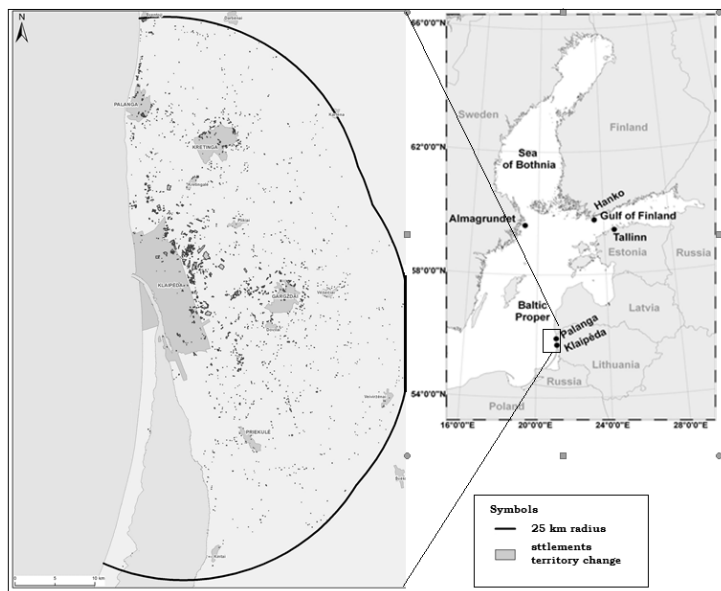 N
PALANGA
KRETINGA
KLAIPĖDA
GARGŽDAI
PRIEKULĖ
0 5 10 km
66°0'0"N
62°0'0"N
58°0'0"N
54°0'0"N
16°0'0"E 20°0'0"E 24°0'0"E 28°0'0"E
Sweden
Finland
Sea
of Bothnia
Hanko
Almagrundet
Gulf of Finland
Tallinn
Estonia
Russia
Baltic
Proper
Latvia
Palanga
Klaipėda
Lithuania
Russia
Poland
Symbols
25 km radius
sttlements
territory change